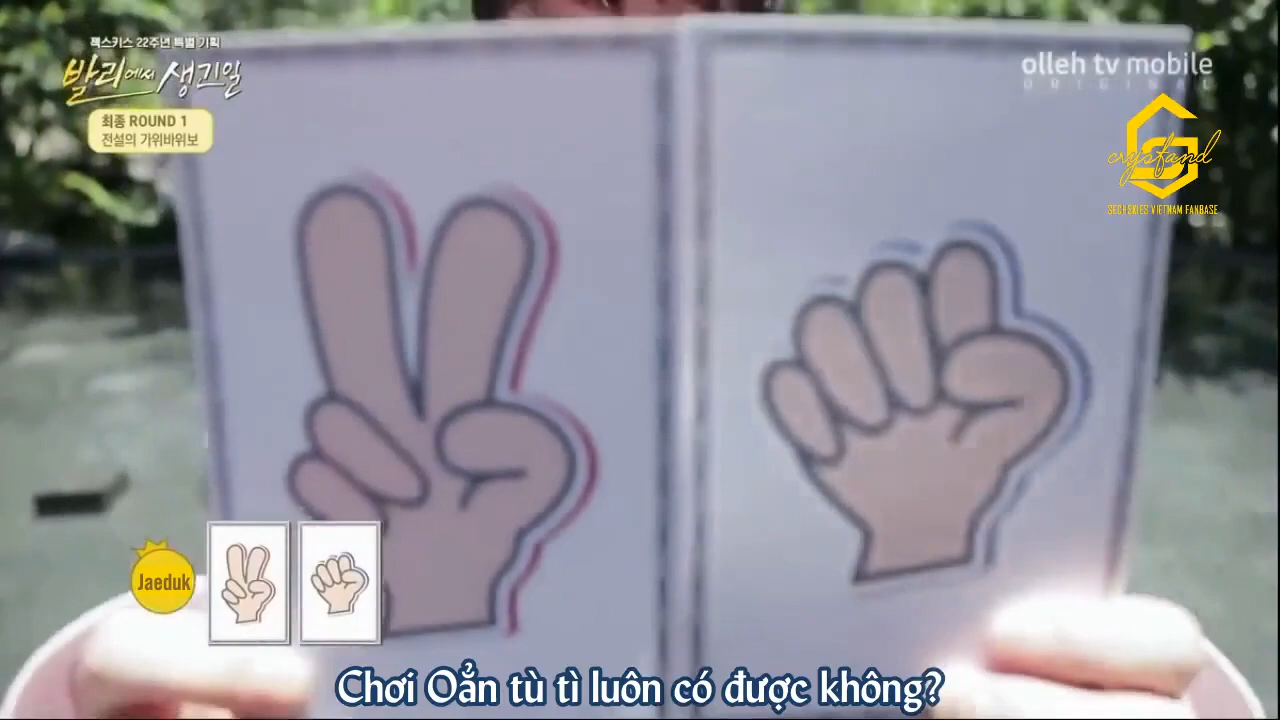 젝스키스 22주년 특별 기획
발리에서 생긴 일
최종 ROUND 1
전설의 가위바위보
olleh tv mobile
ORIGINAL
crysfand
SECHSKIES VIETNAM FANBASE
Jaeduk
Chơi Oẳn tù tì luôn có được không?